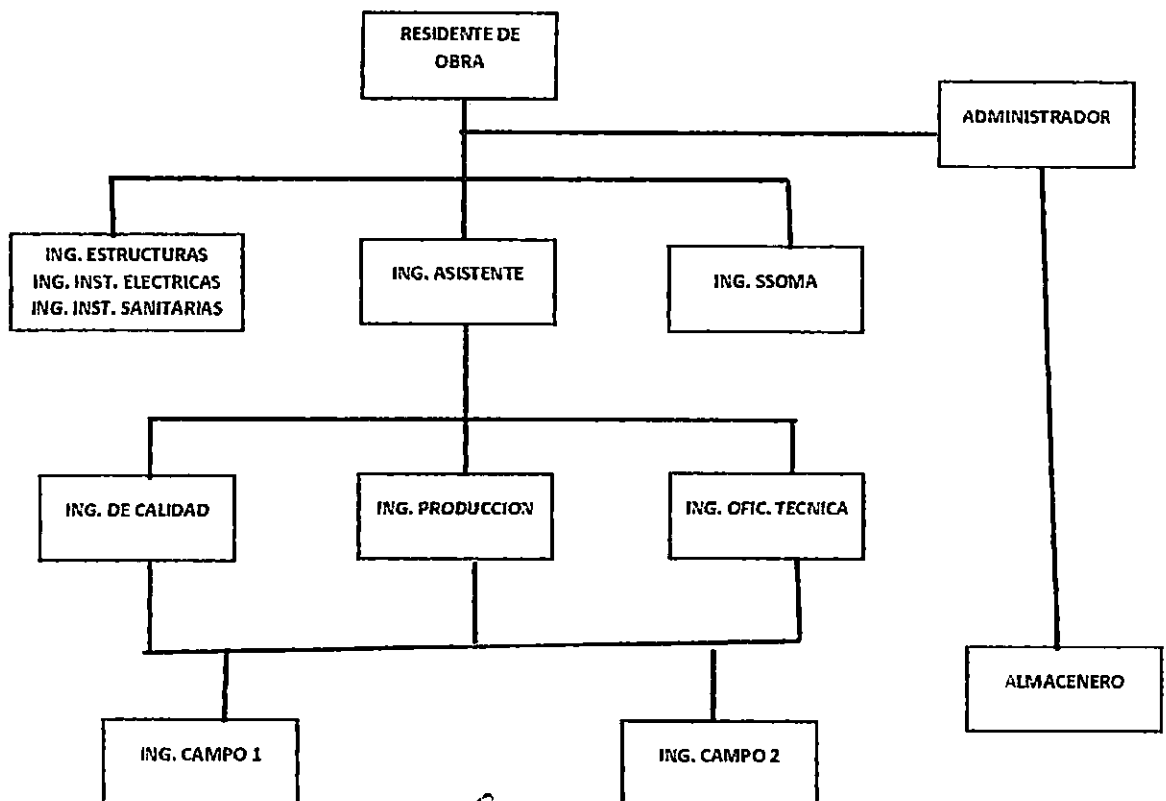 RESIDENTE DE
OBRA
ADMINISTRADOR
ING. ESTRUCTURAS
ING. INST. ELECTRICAS
ING. INST. SANITARIAS
ING. ASISTENTE
ING. SSOMA
ING. DE CALIDAD
ING. PRODUCCION
ING. OFIC. TECNICA
ALMACENERO
ING. CAMPO 1
ING. CAMPO 2